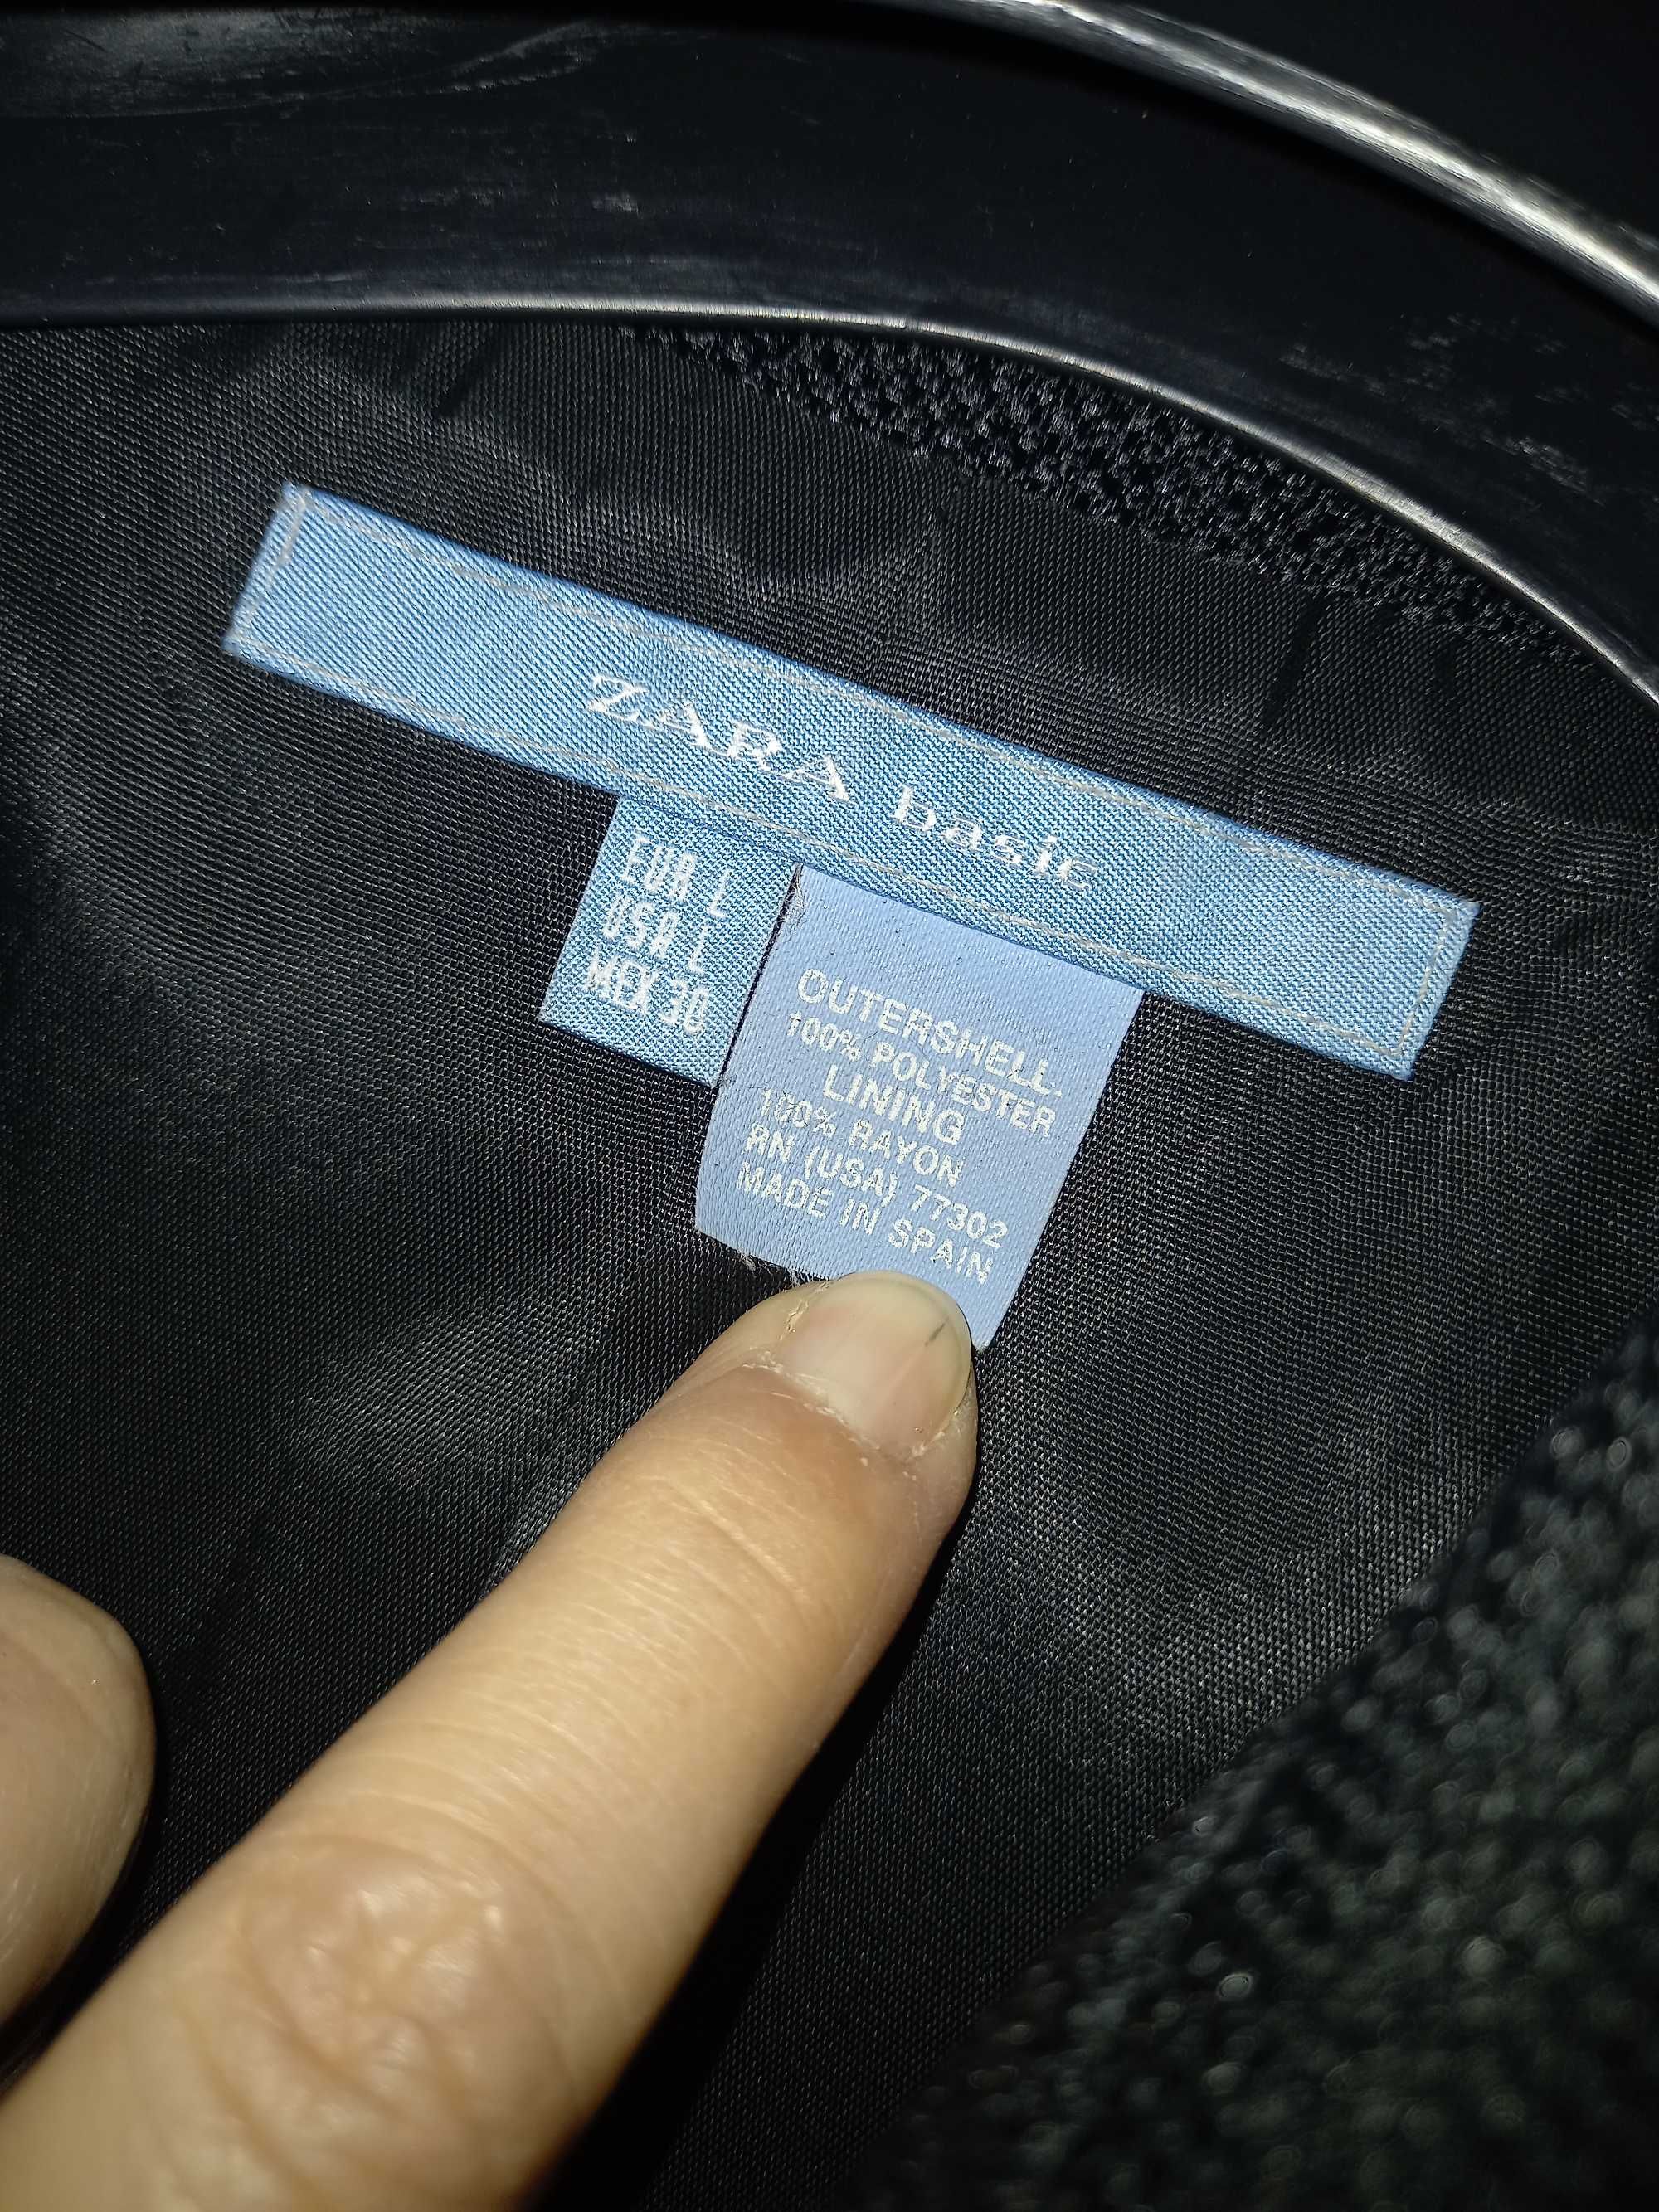 ZARA basic
EUR L
USA L
MEX 30
OUTERSHELL.
100% POLYESTER
LINING
100% RAYON
RN (USA) 77302
MADE IN SPAIN